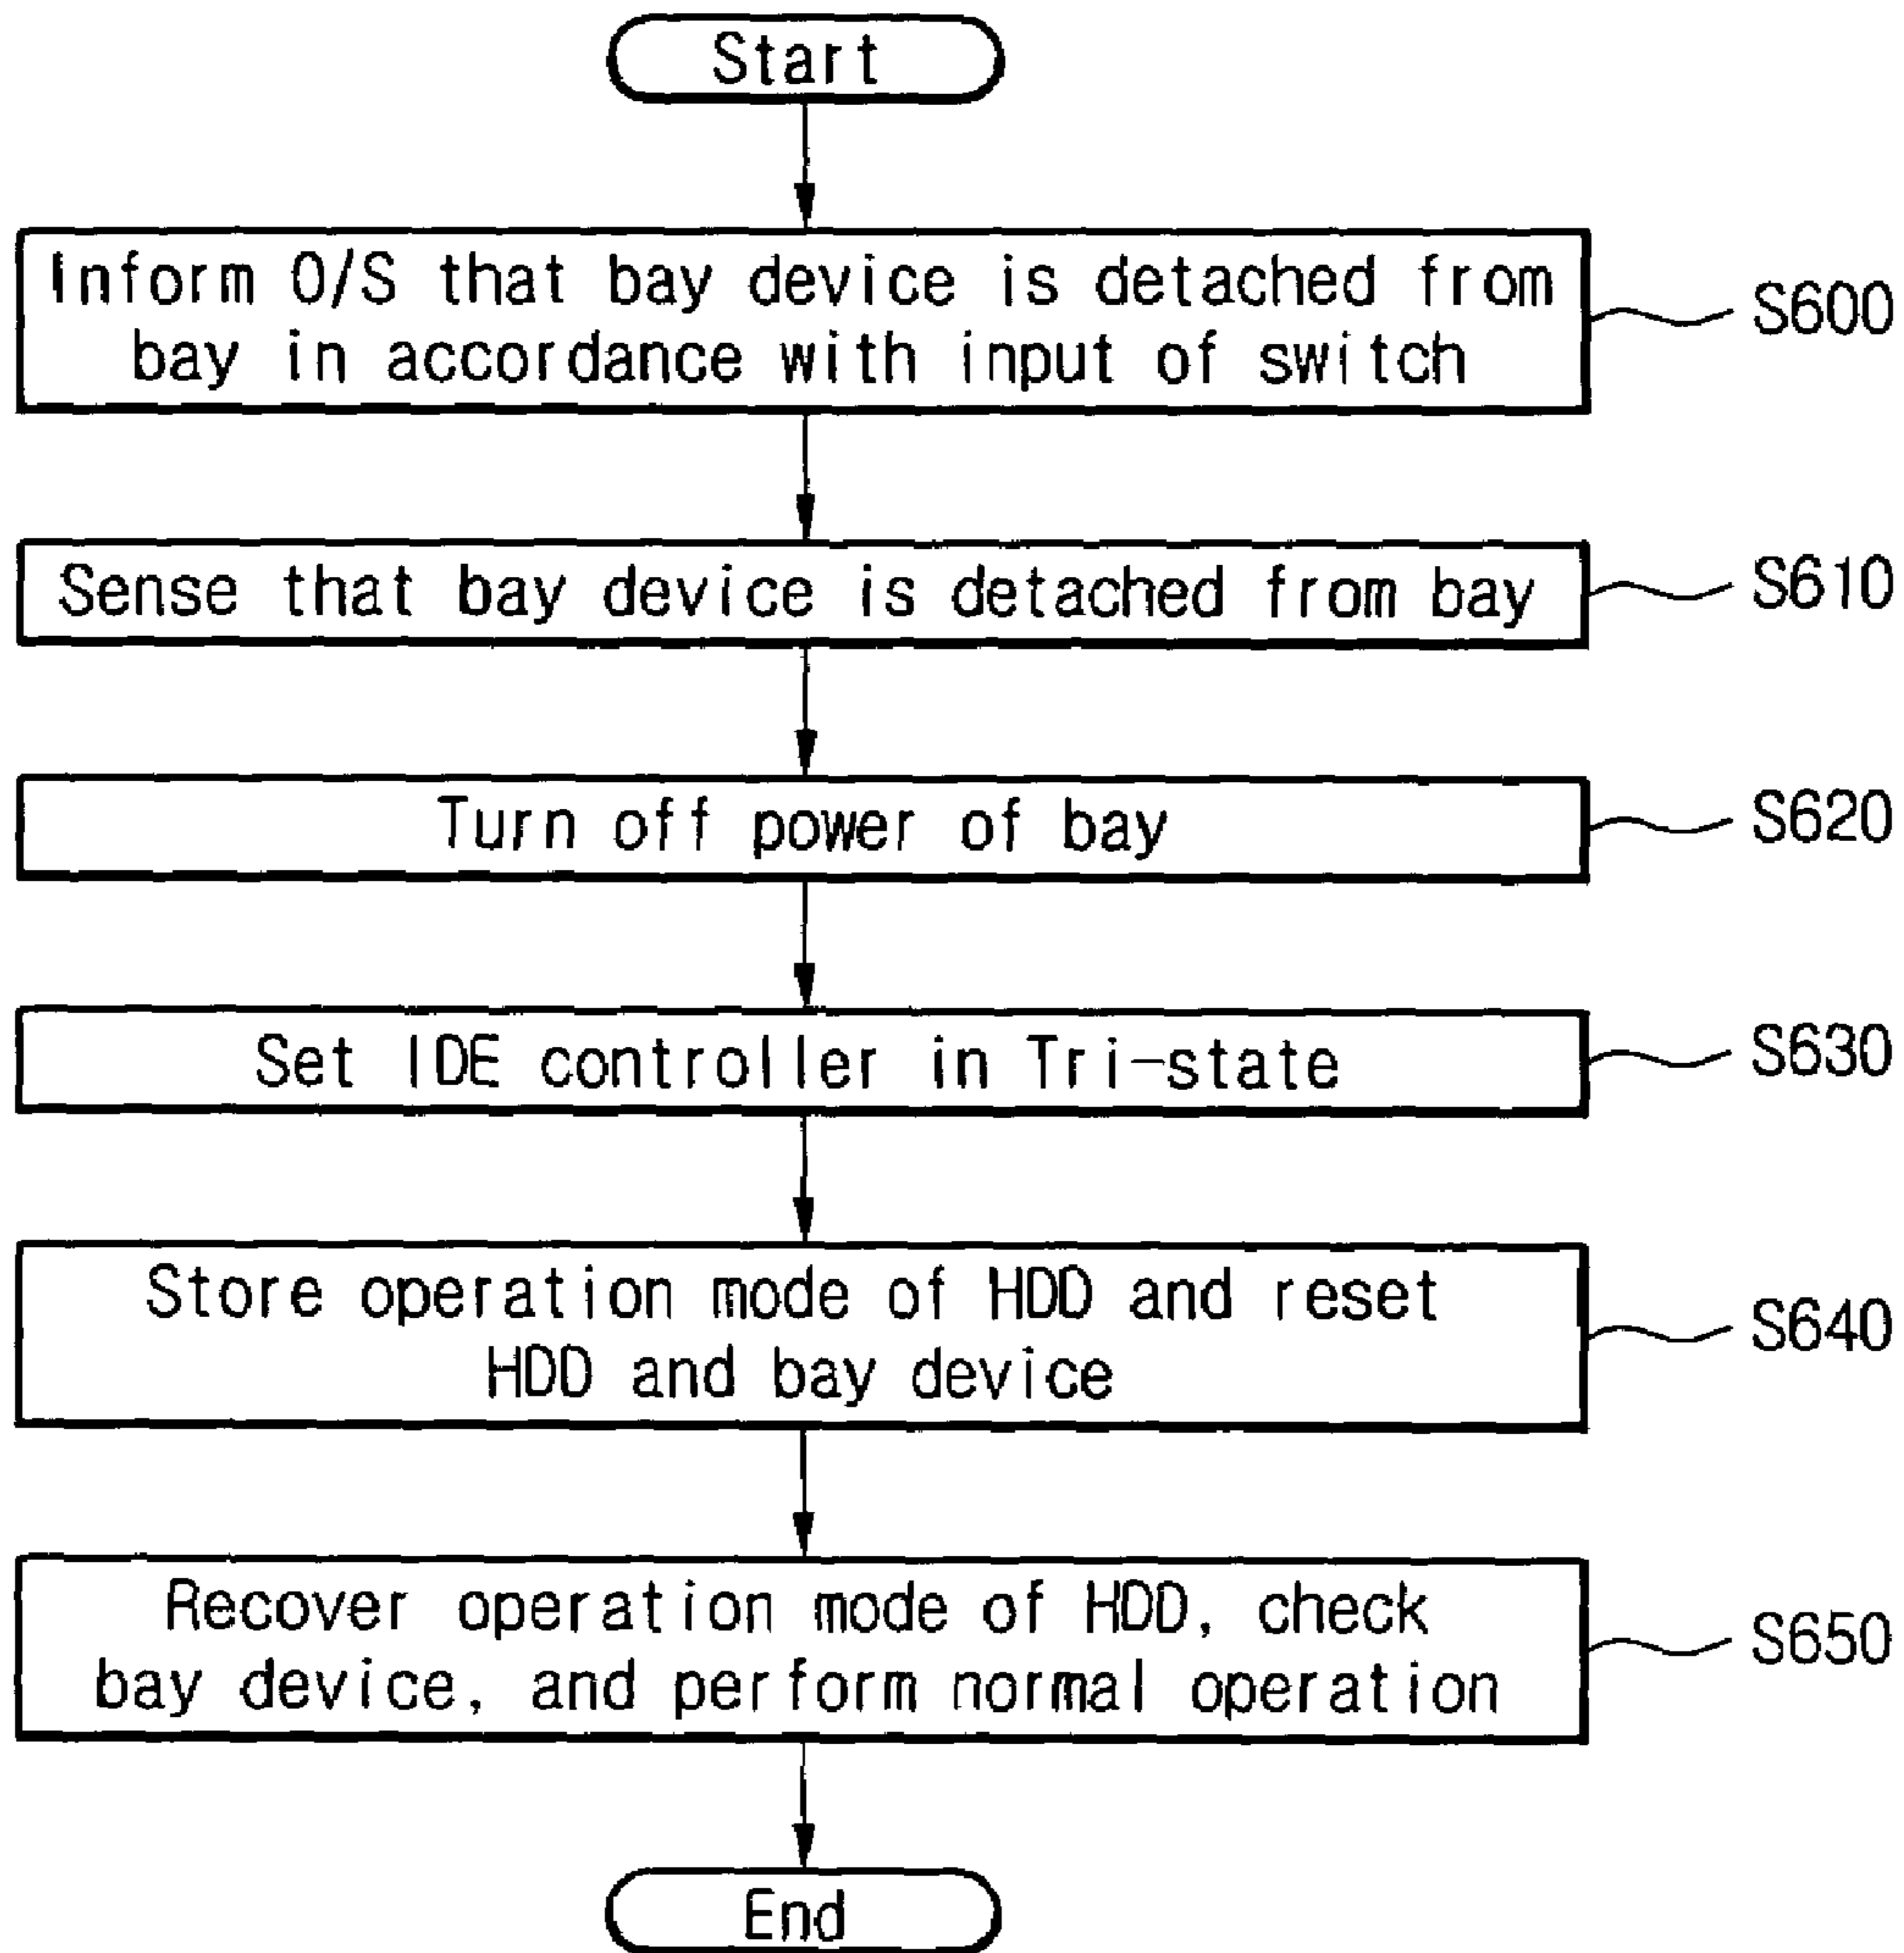 Start
Inform O/S that bay device is detached from
bay in accordance with input of switch
S600
Sense that bay device is detached from bay
S610
Turn off power of bay
S620
Set IDE controller in Tri-state
S630
Store operation mode of HDD and reset
HDD and bay device
S640
Recover operation mode of HDD, check
bay device, and perform normal operation
S650
End